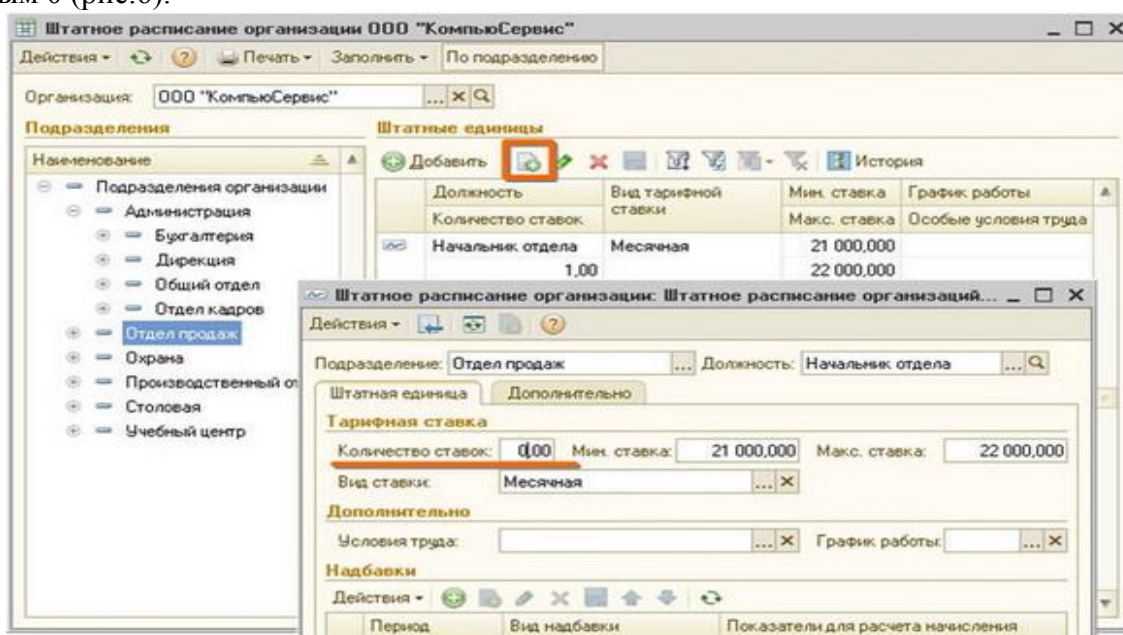 Штатное расписание организации ООО "КомпьюСервис"
Действия Печать Заполнить По подразделению
Организация: ООО "КомпьюСервис" ...
Подразделения
Штатные единицы
Наименование
Подразделения организации
Администрация
Бухгалтерия
Дирекция
Общий отдел
Отдел кадров
Отдел продаж
Охрана
Производственный
Столовая
Учебный центр
Добавить История
Должность Вид тарифной ставки Мин. ставка График работы
Количество ставок Макс. ставка Особые условия труда
Начальник отдела Месячная 21 000,000
1,00 22 000,000
Штатное расписание организации: Штатное расписание организаций...
Действия
Подразделение: Отдел продаж ... Должность: Начальник отдела ...
Штатная единица Дополнительно
Тарифная ставка
Количество ставок: 0,00 Мин. ставка: 21 000,000 Макс. ставка: 22 000,000
Вид ставки: Месячная ...
Дополнительно
Условия труда: ... График работы: ...
Надбавки
Действия
Период Вид надбавки Показатели для расчета начисления